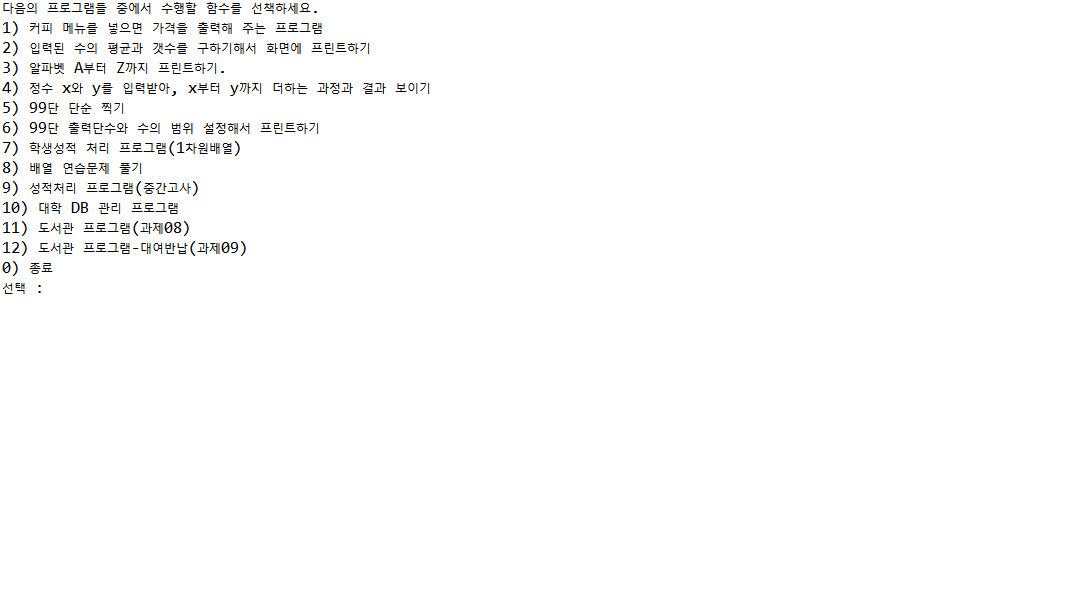 다음의 프로그램들 중에서 수행할 함수를 선책하세요.
1) 커피 메뉴를 넣으면 가격을 출력해 주는 프로그램
2) 입력된 수의 평균과 갯수를 구하기해서 화면에 프린트하기
3) 알파벳 A부터 Z까지 프린트하기.
4) 정수 x와 y를 입력받아, x부터 y까지 더하는 과정과 결과 보이기
5) 99단 단순 찍기
6) 99단 출력단수와 수의 범위 설정해서 프린트하기
7) 학생성적 처리 프로그램(1차원배열)
8) 배열 연습문제 풀기
9) 성적처리 프로그램(중간고사)
10) 대학 DB 관리 프로그램
11) 도서관 프로그램(과제08)
12) 도서관 프로그램-대여반납(과제09)
0) 종료
선택 :